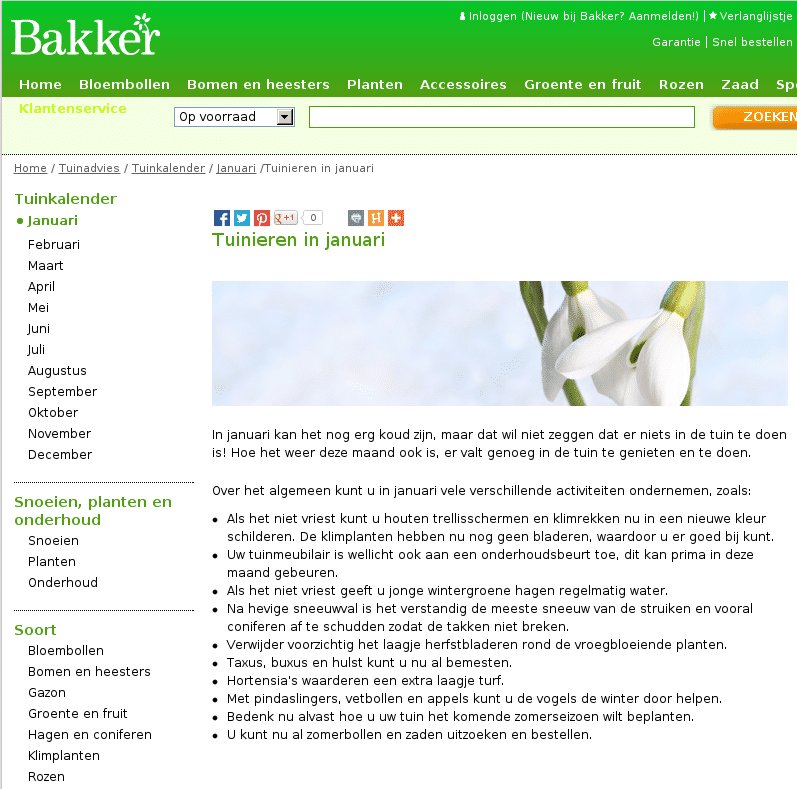 Inloggen (Nieuw bij Bakker? Aanmelden!) | Verlanglijstje
Bakker
Garantie | Snel bestellen
Home Bloembollen Bomen en heesters Planten Accessoires Groente en fruit Rozen Zaad Spe
Klantenservice
Op voorraad
ZOEKEN
Home / Tuinadvies / Tuinkalender / Januari /Tuinieren in januari
Tuinkalender
Januari
Februari
Maart
April
Mei
Juni
Juli
Augustus
September
Oktober
November
December
Snoeien, planten en
onderhoud
Snoeien
Planten
Onderhoud
Soort
Bloembollen
Bomen en heesters
Gazon
Groente en fruit
Hagen en coniferen
Klimplanten
Rozen
g +1 0
Tuinieren in januari
In januari kan het nog erg koud zijn, maar dat wil niet zeggen dat er niets in de tuin te doen
is! Hoe het weer deze maand ook is, er valt genoeg in de tuin te genieten en te doen.
Over het algemeen kunt u in januari vele verschillende activiteiten ondernemen, zoals:
Als het niet vriest kunt u houten trellisschermen en klimrekken nu in een nieuwe kleur
schilderen. De klimplanten hebben nu nog geen bladeren, waardoor u er goed bij kunt.
Uw tuinmeubilair is wellicht ook aan een onderhoudsbeurt toe, dit kan prima in deze
maand gebeuren.
Als het niet vriest geeft u jonge wintergroene hagen regelmatig water.
Na hevige sneeuwval is het verstandig de meeste sneeuw van de struiken en vooral
coniferen af te schudden zodat de takken niet breken.
Verwijder voorzichtig het laagje herfstbladeren rond de vroegbloeiende planten.
Taxus, buxus en hulst kunt u nu al bemesten.
Hortensia's waarderen een extra laagje turf.
Met pindaslingers, vetbollen en appels kunt u de vogels de winter door helpen.
Bedenk nu alvast hoe u uw tuin het komende zomerseizoen wilt beplanten.
U kunt nu al zomerbollen en zaden uitzoeken en bestellen.